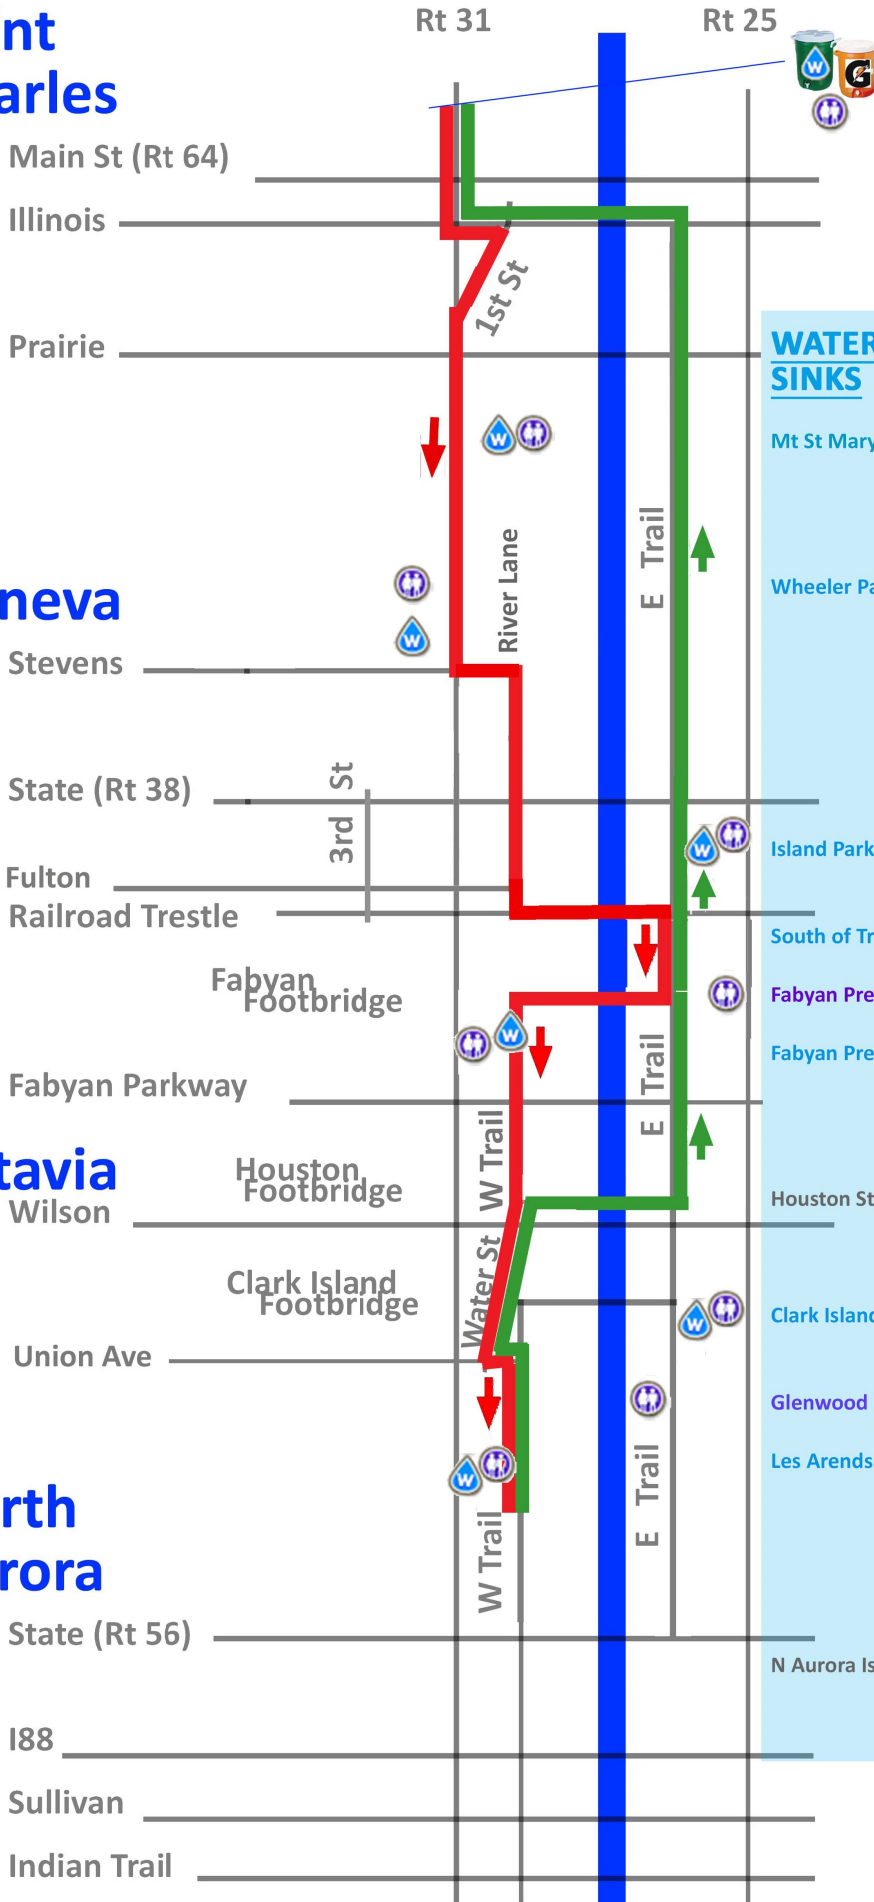 Rt 31
Rt 25
int
arles
W
G
Main St (Rt 64)
Illinois
1st St
Prairie
WATER
SINKS
W
Mt St Mary
E Trail
River Lane
Wheeler Pa
neva
W
Stevens
3rd St
State (Rt 38)
W
Island Park
Fulton
Railroad Trestle
South of Tr
Fabyan
Footbridge
Fabyan Pre
W
E Trail
Fabyan Pre
Fabyan Parkway
W Trail
tavia
Houston
Footbridge
Houston St
Wilson
Water St
Clark Island
Footbridge
W
Clark Island
Union Ave
Glenwood
E Trail
W
Les Arends
rth
rora
W Trail
State (Rt 56)
N Aurora Is
I88
Sullivan
Indian Trail